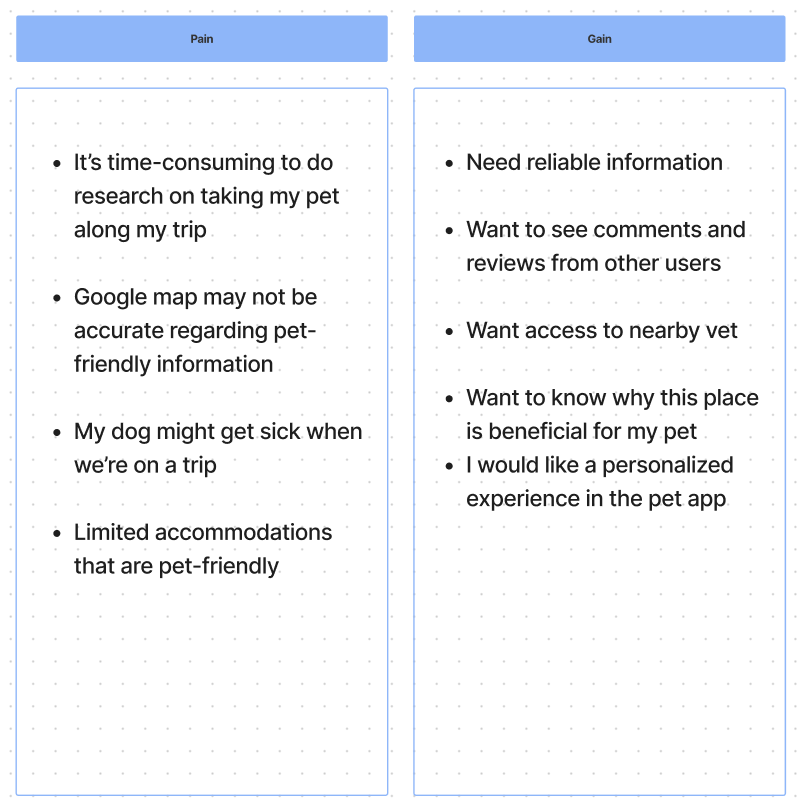 Pain
• It’s time-consuming to do
research on taking my pet
along my trip
• Google map may not be
accurate regarding pet-
friendly information
• My dog might get sick when
we’re on a trip
• Limited accommodations
that are pet-friendly
Gain
• Need reliable information
• Want to see comments and
reviews from other users
• Want access to nearby vet
• Want to know why this place
is beneficial for my pet
• I would like a personalized
experience in the pet app